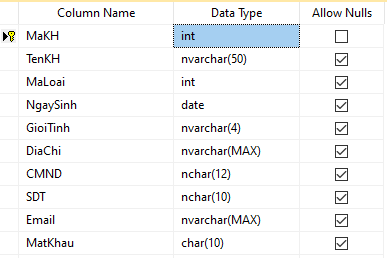 Column Name Data Type Allow Nulls
MaKH int
TenKH nvarchar(50)
MaLoai int
NgaySinh date
GioiTinh nvarchar(4)
DiaChi nvarchar(MAX)
CMND nchar(12)
SDT nchar(10)
Email nvarchar(MAX)
MatKhau char(10)